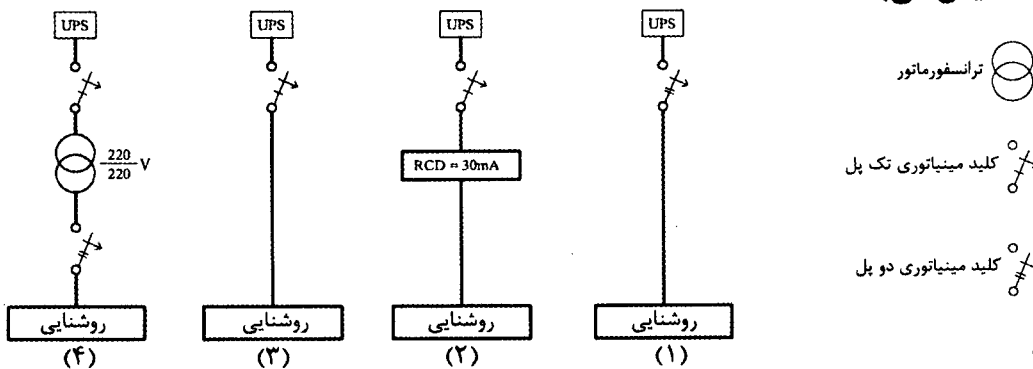 ترانسفورماتور
کلید مینیاتوری تک پل
کلید مینیاتوری دو پل
UPS
روشنایی
(۱)
UPS
RCD = 30mA
روشنایی
(۲)
UPS
روشنایی
(۳)
UPS
220
220
V
روشنایی
(۴)